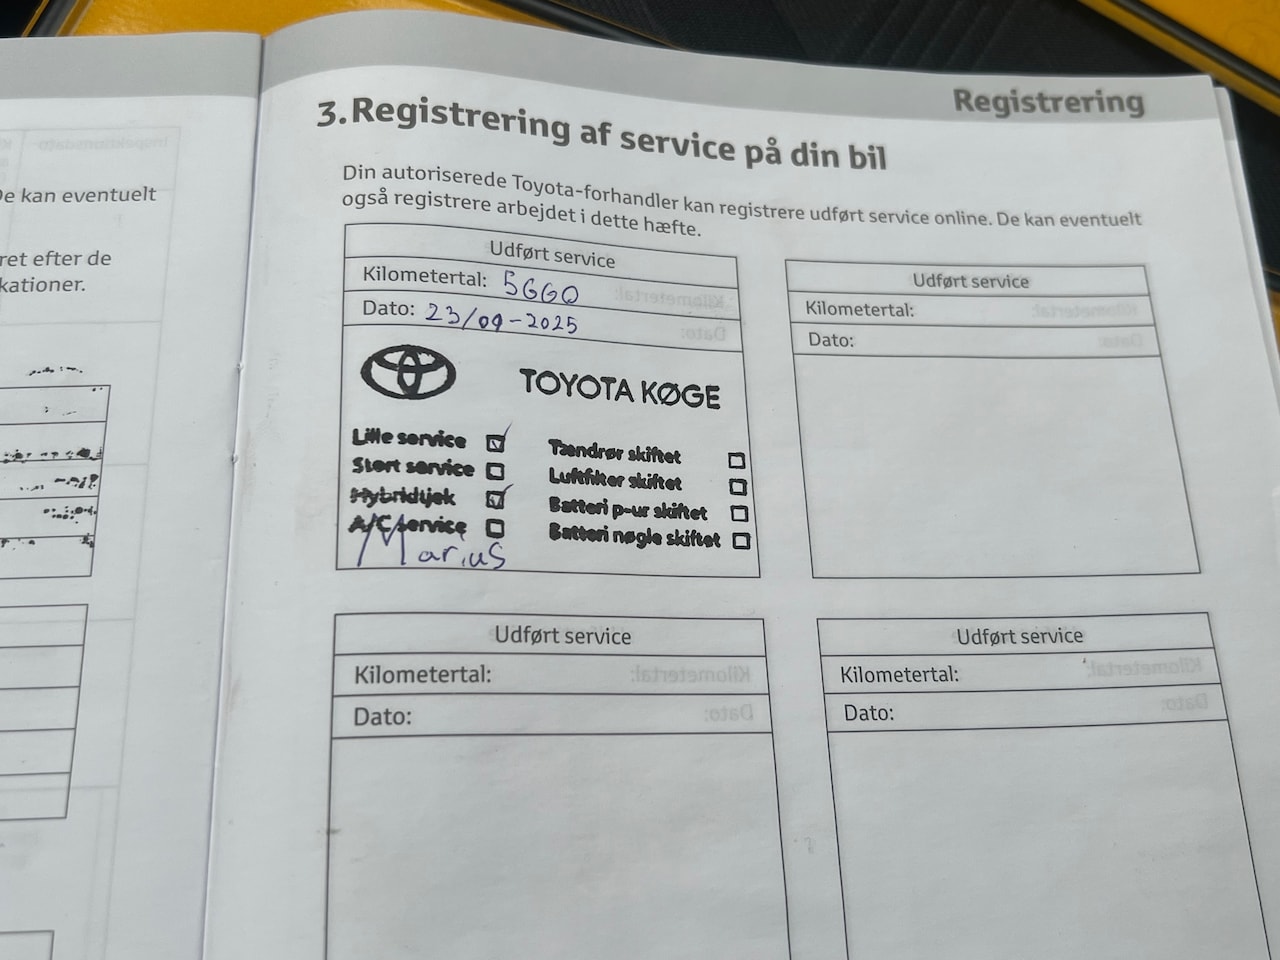 Registrering
3. Registrering af service på din bil
Din autoriserede Toyota-forhandler kan registrere udført service online. De kan eventuelt
også registrere arbejdet i dette hæfte.
De kan eventuelt
ret efter de
kationer.
Udført service
Kilometertal: 5660
Dato: 23/09-2025
TOYOTA KØGE
Lille service
Stort service
Hybridtjek
A/C service
Tændrør skiftet
Luftfilter skiftet
Batteri p-ur skiftet
Batteri nøgle skiftet
Marius
Udført service
Kilometertal:
Dato:
Udført service
Kilometertal:
Dato:
Udført service
Kilometertal:
Dato: